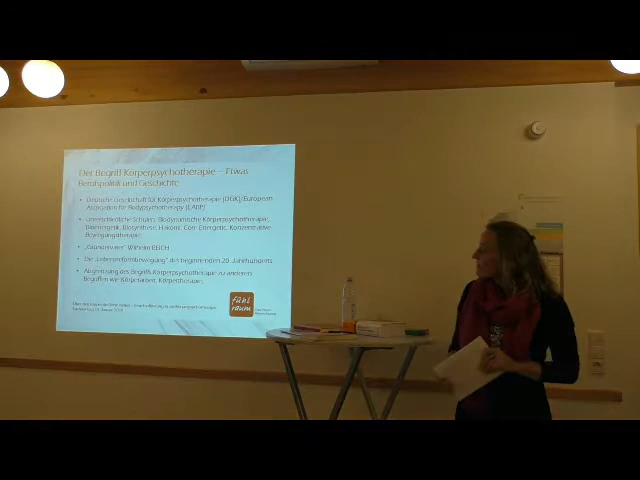 Der Begriff Körperpsychotherapie – Etwas
Berufspolitik und Geschichte
• Deutsche Gesellschaft für Körperpsychotherapie (DGK)/European
Association for Bodypsychotherapy (EABP)
• Unterschiedliche Schulen: Biodynamische Körperpsychotherapie,
Bioenergetik, Biosynthese, Hakomi, Core-Energetic, Konzentrative
Bewegungstherapie
• „Gründervater“ Wilhelm REICH
• Die „Lebensreformbewegung“ des beginnenden 20. Jahrhunderts
• Abgrenzung des Begriffs Körperpsychotherapie zu anderen
Begriffen wie Körperarbeit, Körpertherapie,
fühl
raum